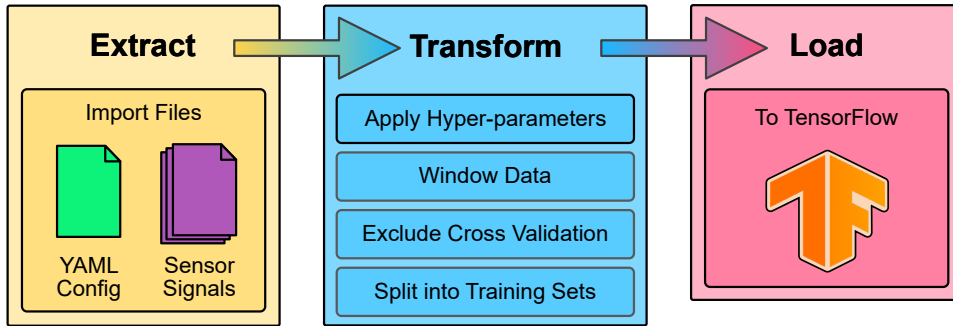 Extract
Transform
Load
Import Files
YAML
Config
Sensor
Signals
Apply Hyper-parameters
Window Data
Exclude Cross Validation
Split into Training Sets
To TensorFlow